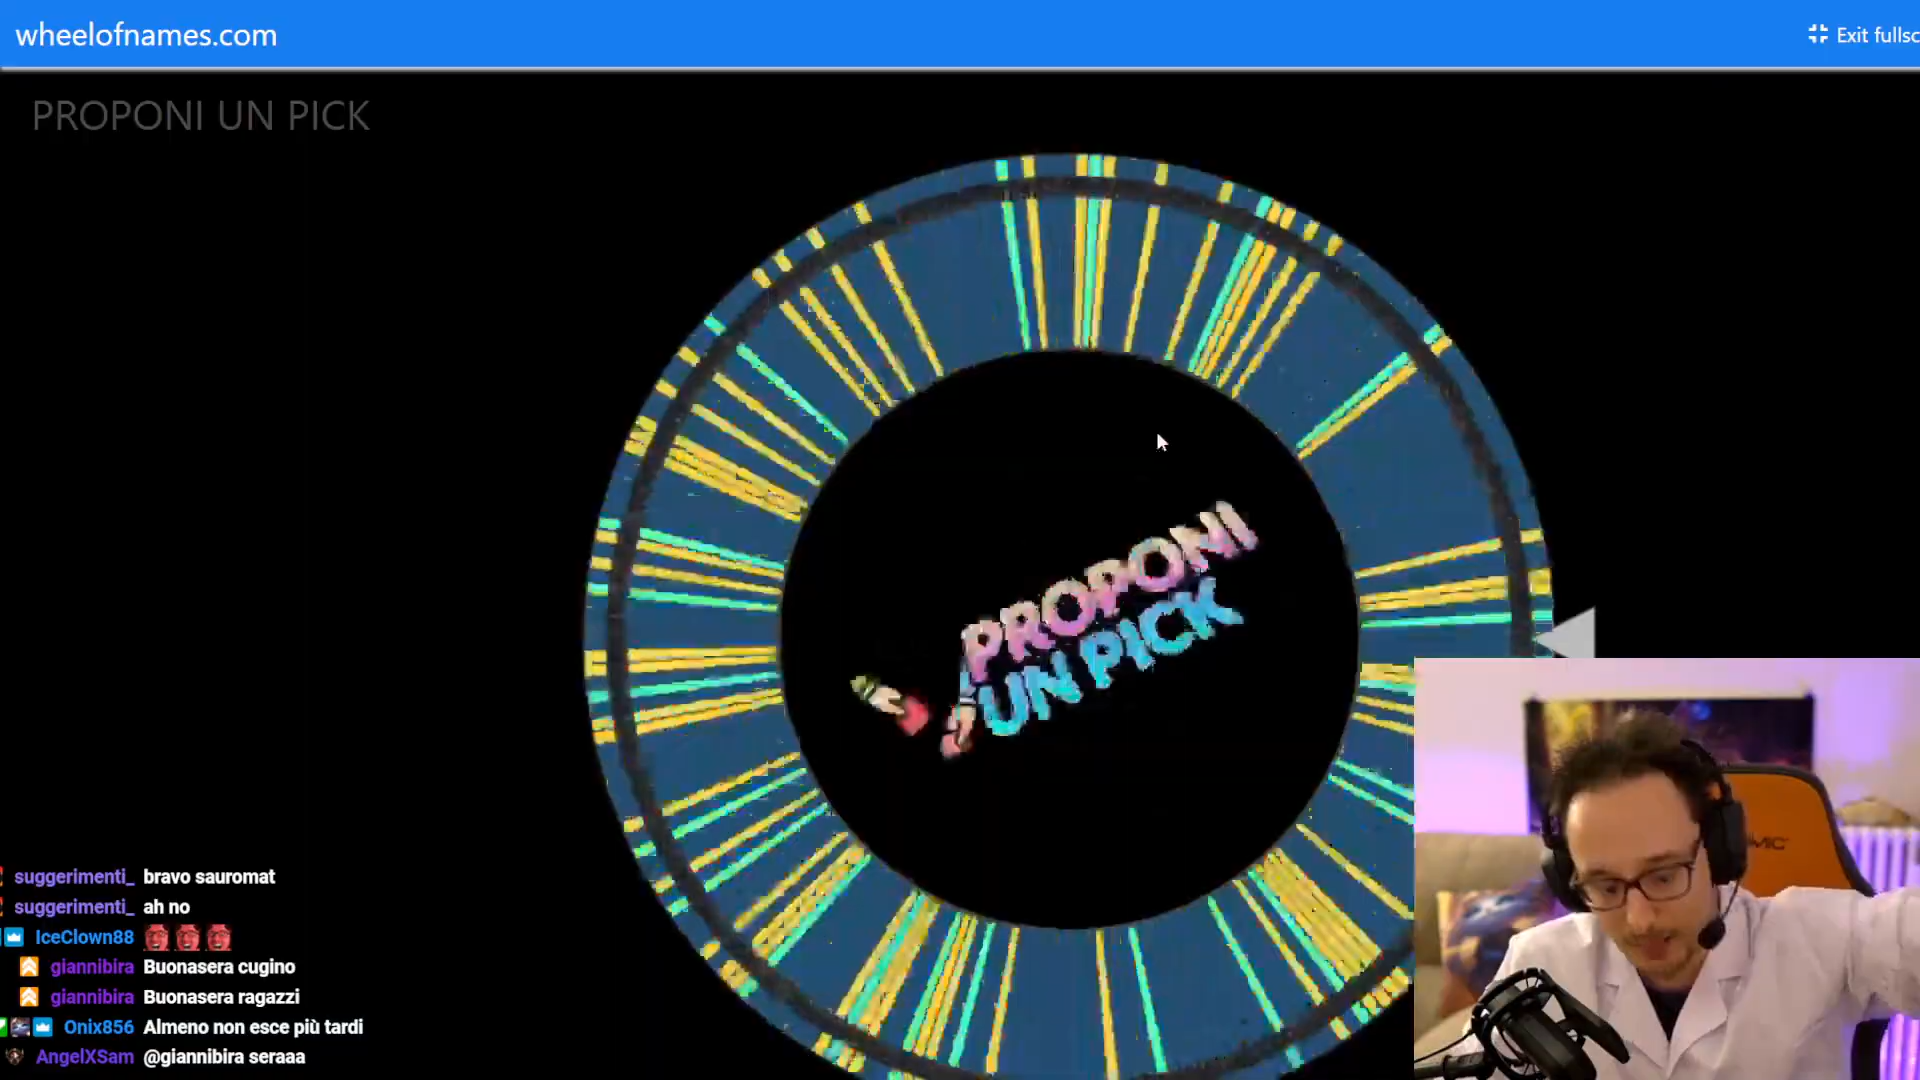 wheelofnames.com
Exit fullsc
PROPONI UN PICK
PROPONI
UN PICK
suggerimenti_ bravo sauromat
suggerimenti_ ah no
IceClown88
giannibira Buonasera cugino
giannibira Buonasera ragazzi
Onix856 Almeno non esce più tardi
AngelXSam @giannibira seraaa